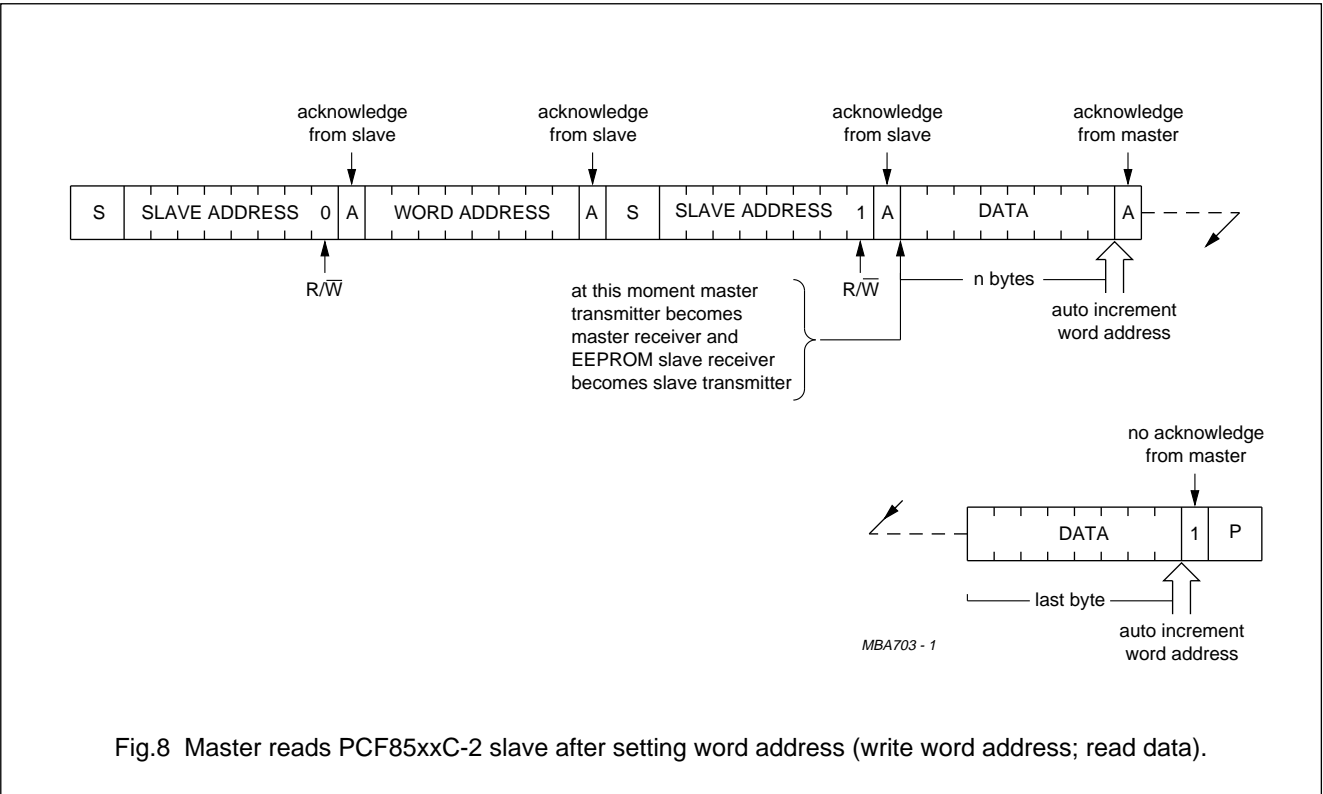 acknowledge
from slave
acknowledge
from slave
acknowledge
from slave
acknowledge
from master
S SLAVE ADDRESS 0 A WORD ADDRESS A S SLAVE ADDRESS 1 A DATA A
R/W̅
R/W̅
n bytes
auto increment
word address
at this moment master
transmitter becomes
master receiver and
EEPROM slave receiver
becomes slave transmitter
no acknowledge
from master
DATA 1 P
last byte
auto increment
word address
MBA703 - 1
Fig.8 Master reads PCF85xxC-2 slave after setting word address (write word address; read data).